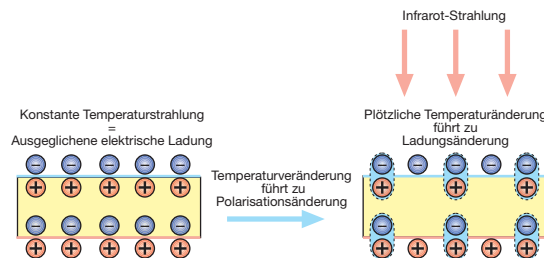 Infrarot-Strahlung
Konstante Temperaturstrahlung
=
Ausgeglichene elektrische Ladung
Temperaturveränderung
führt zu
Polarisationsänderung
Plötzliche Temperaturänderung
führt zu
Ladungsänderung
− − − − −
+ + + + +
− − − − −
+ + + + +
− − − − −
+ + +
− − −
+ + + + +